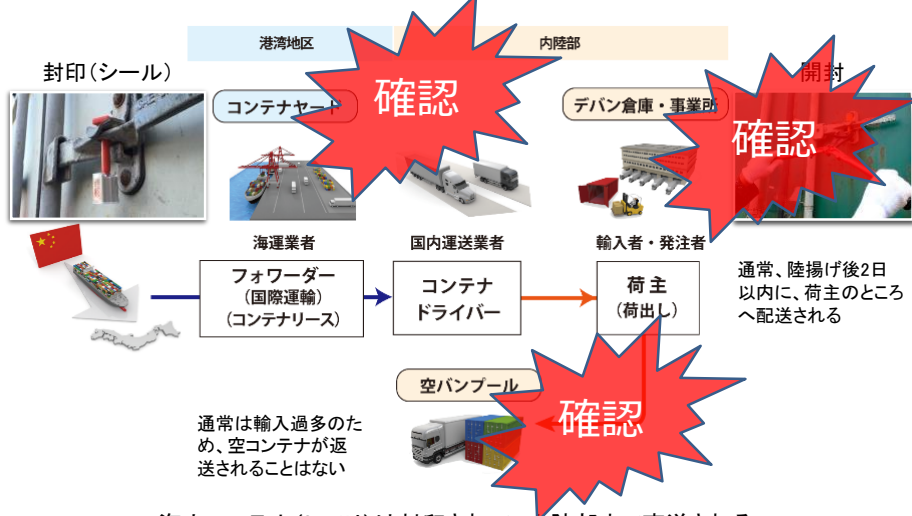 港湾地区
内陸部
封印(シール)
開封
コンテナヤード
確認
デバン倉庫・事業所
確認
海運業者
国内運送業者
輸入者・発注者
フォワーダー
(国際運輸)
(コンテナリース)
コンテナ
ドライバー
荷主
(荷出し)
通常、陸揚げ後2日
以内に、荷主のところ
へ配送される
空バンプール
確認
通常は輸入過多のた
め、空コンテナが返
送されることはない